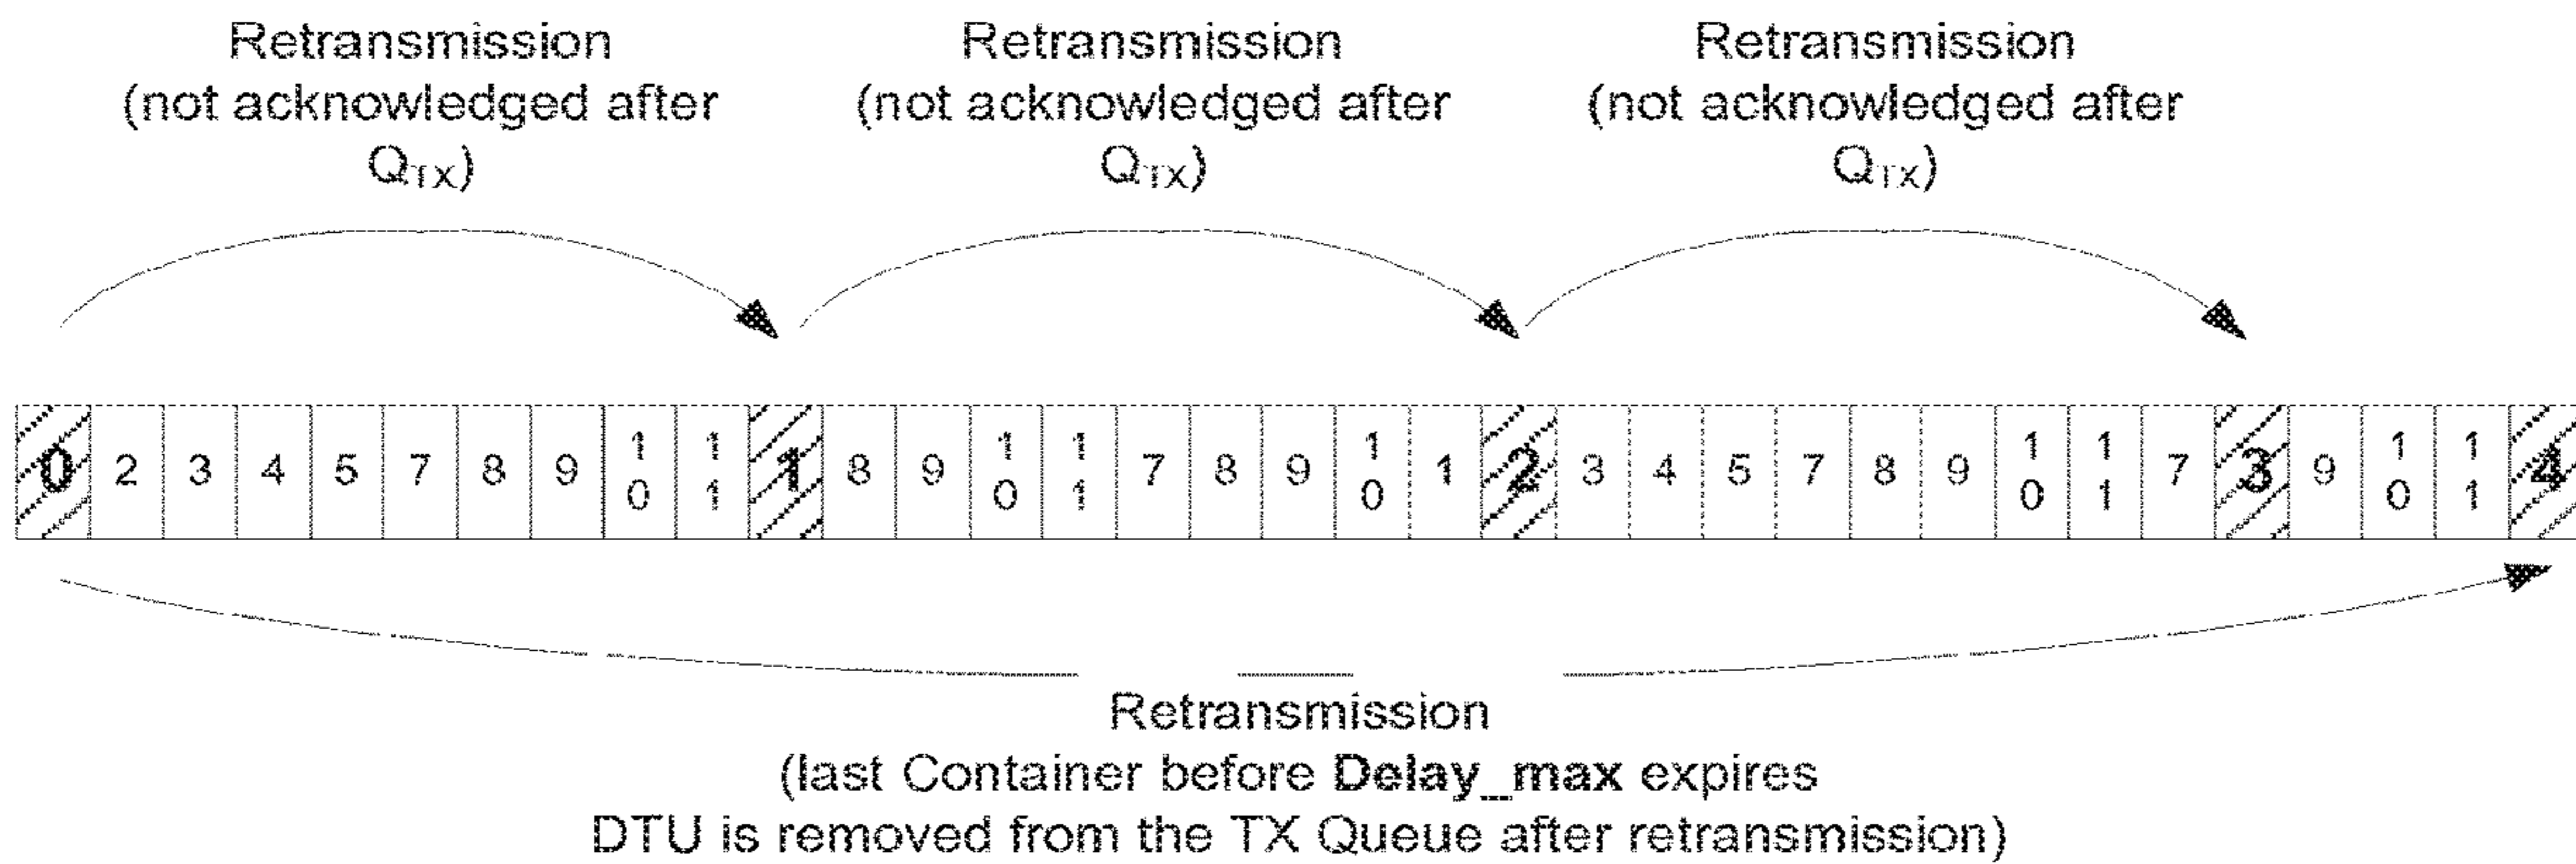 Retransmission
(not acknowledged after
QTX)
Retransmission
(not acknowledged after
QTX)
Retransmission
(not acknowledged after
QTX)
0 2 3 4 5 7 8 9 10 11 1 8 9 10 11 7 8 9 10 1 2 3 4 5 7 8 9 10 11 7 3 9 10 11 4
Retransmission
(last Container before Delay_max expires
DTU is removed from the TX Queue after retransmission)